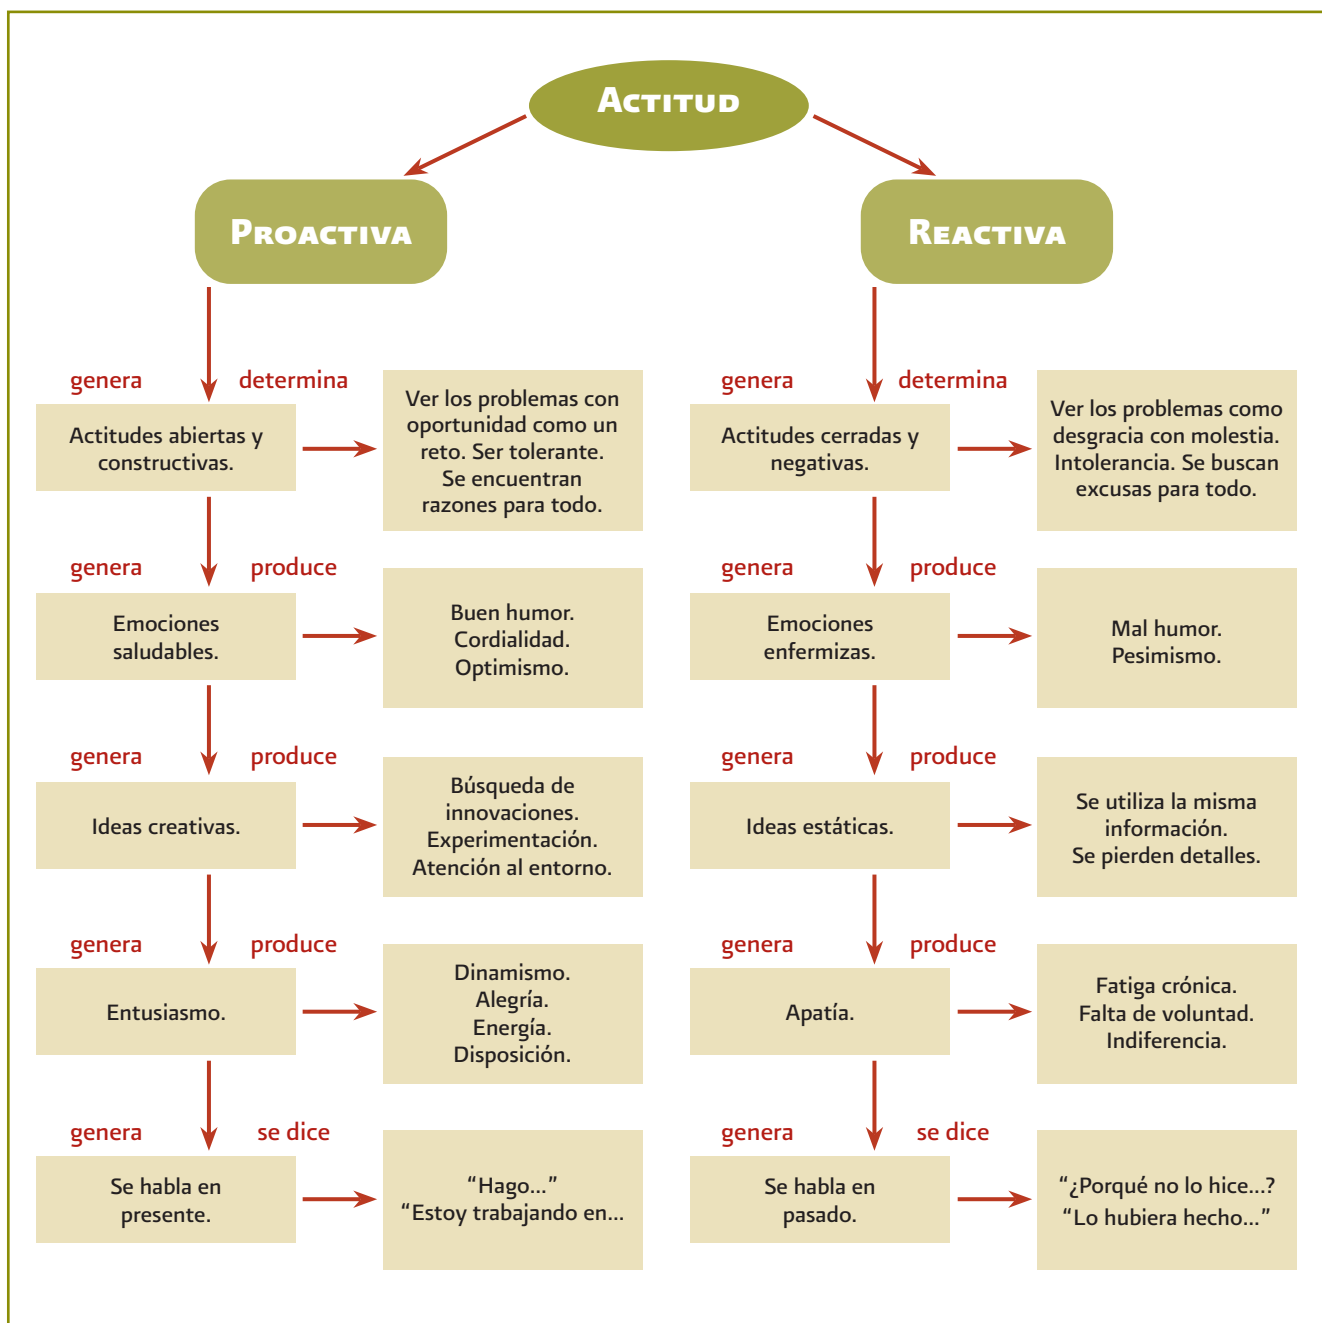 ACTITUD
PROACTIVA
genera
determina
Actitudes abiertas y
constructivas.
Ver los problemas con
oportunidad como un
reto. Ser tolerante.
Se encuentran
razones para todo.
genera
produce
Emociones
saludables.
Buen humor.
Cordialidad.
Optimismo.
genera
produce
Ideas creativas.
Búsqueda de
innovaciones.
Experimentación.
Atención al entorno.
genera
produce
Entusiasmo.
Dinamismo.
Alegría.
Energía.
Disposición.
genera
se dice
Se habla en
presente.
“Hago...”
“Estoy trabajando en...
REACTIVA
genera
determina
Actitudes cerradas y
negativas.
Ver los problemas como
desgracia con molestia.
Intolerancia. Se buscan
excusas para todo.
genera
produce
Emociones
enfermizas.
Mal humor.
Pesimismo.
genera
produce
Ideas estáticas.
Se utiliza la misma
información.
Se pierden detalles.
genera
produce
Apatía.
Fatiga crónica.
Falta de voluntad.
Indiferencia.
genera
se dice
Se habla en
pasado.
“¿Porqué no lo hice...?
“Lo hubiera hecho...”